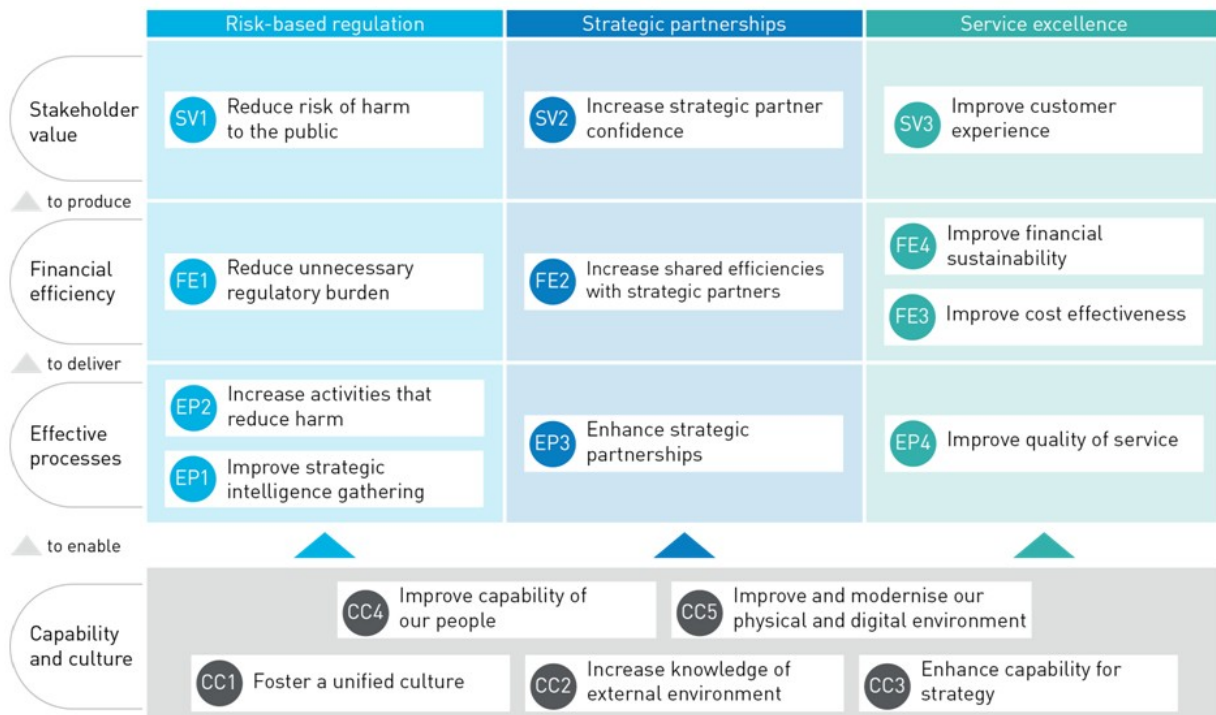 Risk-based regulation
Strategic partnerships
Service excellence
Stakeholder
value
SV1
Reduce risk of harm
to the public
SV2
Increase strategic partner
confidence
SV3
Improve customer
experience
to produce
Financial
efficiency
FE1
Reduce unnecessary
regulatory burden
FE2
Increase shared efficiencies
with strategic partners
FE4
Improve financial
sustainability
FE3
Improve cost effectiveness
to deliver
Effective
processes
EP2
Increase activities that
reduce harm
EP1
Improve strategic
intelligence gathering
EP3
Enhance strategic
partnerships
EP4
Improve quality of service
to enable
Capability
and culture
CC4
Improve capability of
our people
CC5
Improve and modernise our
physical and digital environment
CC1
Foster a unified culture
CC2
Increase knowledge of
external environment
CC3
Enhance capability for
strategy